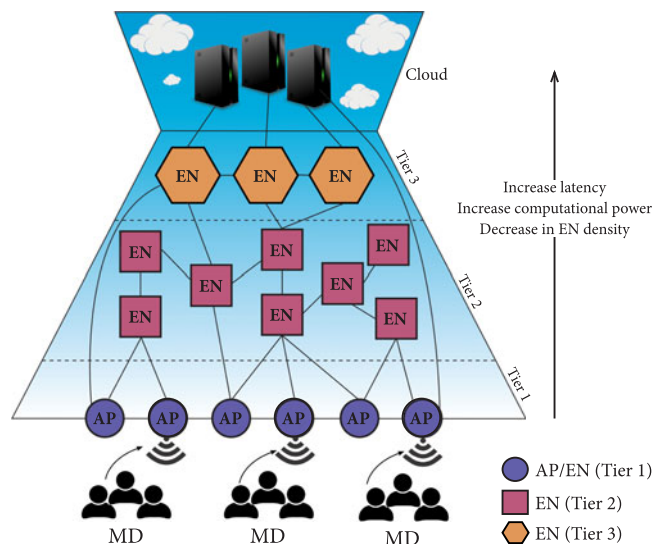 Cloud
Tier 3
EN EN EN
Increase latency
Increase computational power
Decrease in EN density
EN EN EN
EN
EN
Tier 2
EN EN EN
Tier 1
AP AP AP AP AP AP
AP/EN (Tier 1)
EN (Tier 2)
EN (Tier 3)
MD MD MD